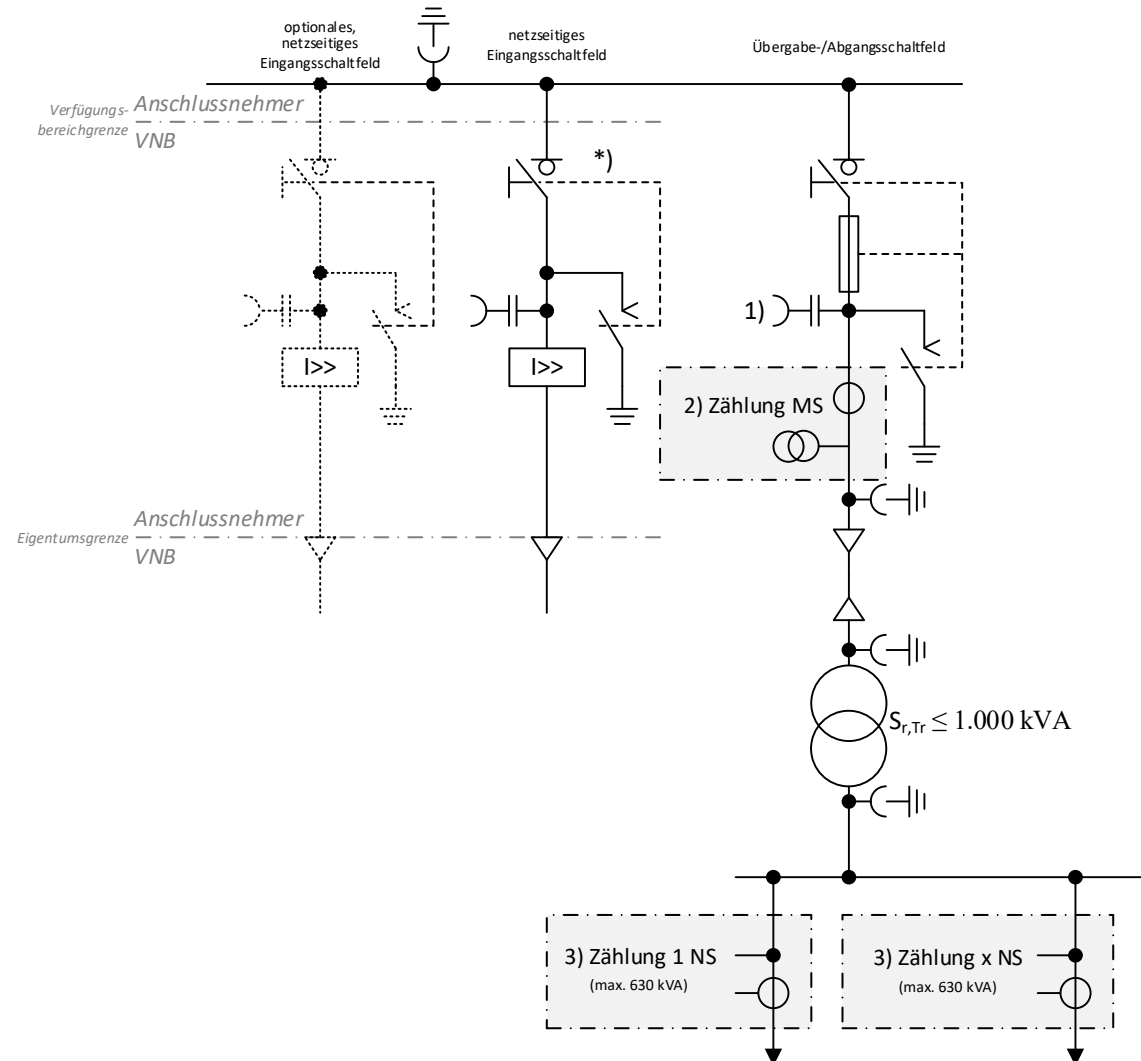 optionales,
netzseitiges
Eingangsschaltfeld
netzseitiges
Eingangsschaltfeld
Übergabe-/Abgangsschaltfeld
Verfügungs-
bereichgrenze
Anschlussnehmer
VNB
*)
1)
I>>
I>>
2) Zählung MS
Eigentumsgrenze
Anschlussnehmer
VNB
Sr,Tr ≤ 1.000 kVA
3) Zählung 1 NS
(max. 630 kVA)
3) Zählung x NS
(max. 630 kVA)